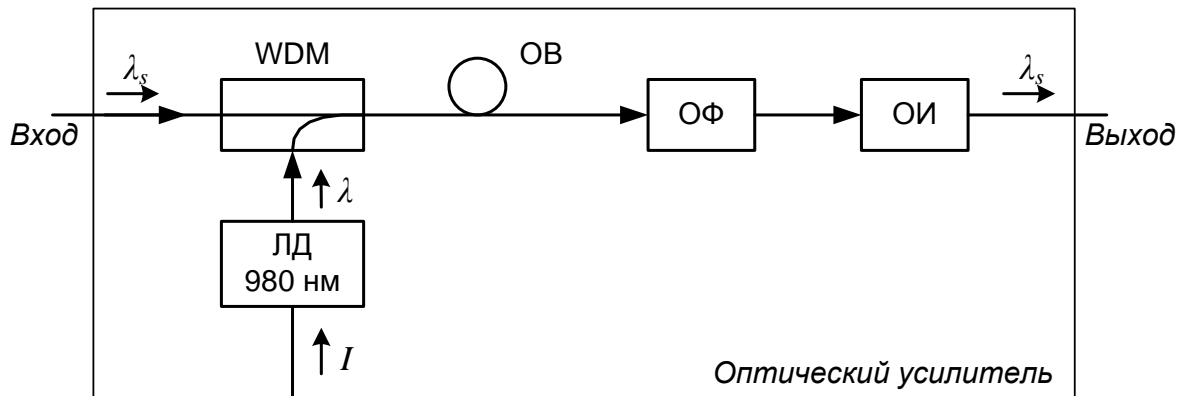 WDM
ОВ
λs
λs
ОФ
ОИ
Вход
Выход
λ
ЛД
980 нм
I
Оптический усилитель